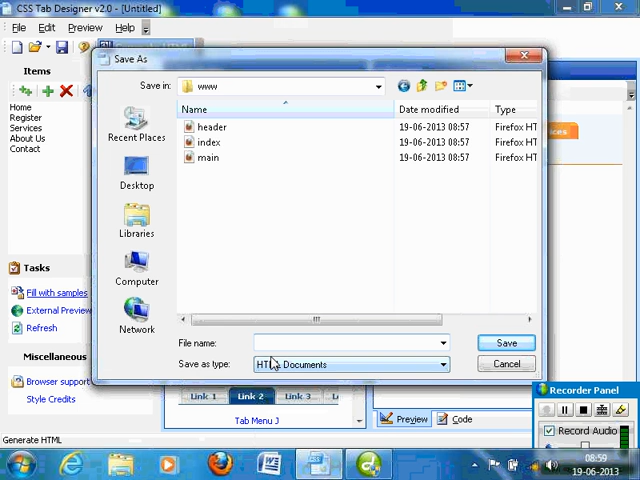 CSS Tab Designer v2.0 - [Untitled]
File Edit Preview Help
Save As
Items
Save in: www
Name Date modified Type
Home
Register
Services
About
Contact
header 19-06-2013 08:57 Firefox HT
index 19-06-2013 08:57 Firefox HT
main 19-06-2013 08:57 Firefox HT
Recent Places
Desktop
Libraries
Computer
Network
Tasks
Fill with samples
External Preview
Refresh
File name: Save
Save as type: Documents Cancel
Miscellaneous
Browser support
Style Credits
Link 1 Link 2 Link 3
Tab Menu J
Preview Code
Recorder Panel
Record Audio
Generate HTML
08:59
19-06-2013